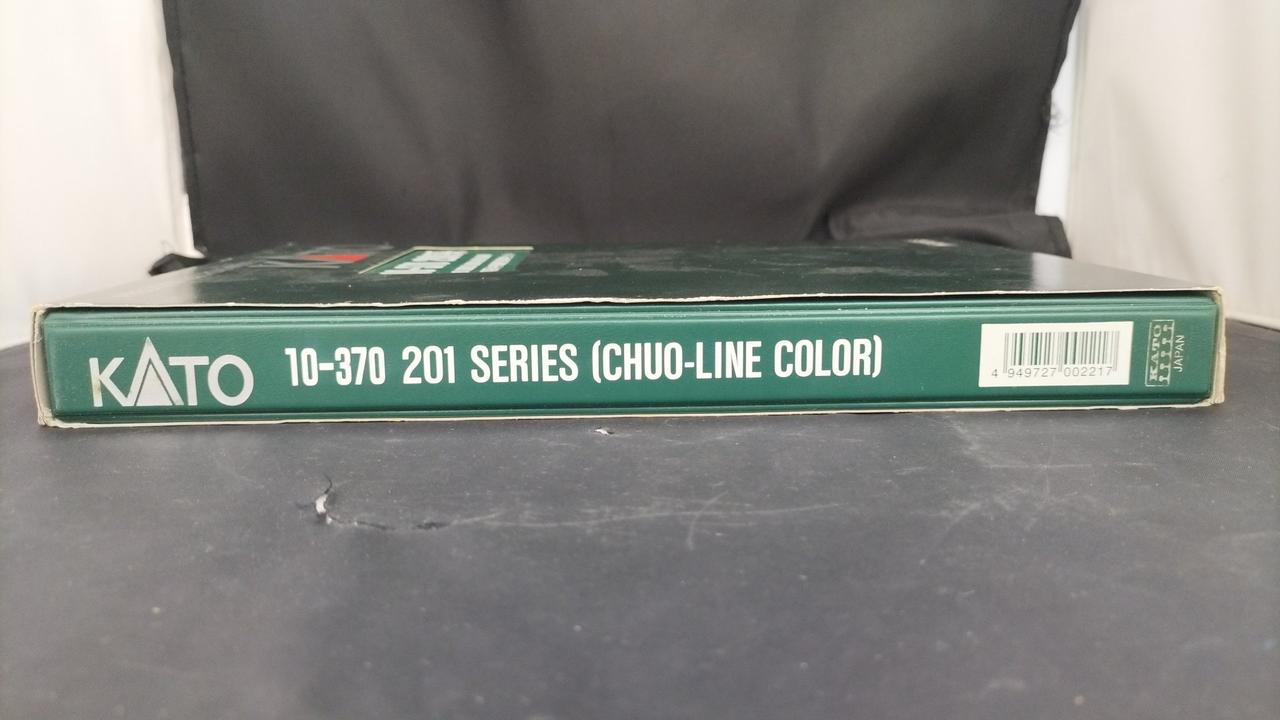 KATO
10-370 201 SERIES (CHUO-LINE COLOR)
4 949727 002217
KATO
JAPAN